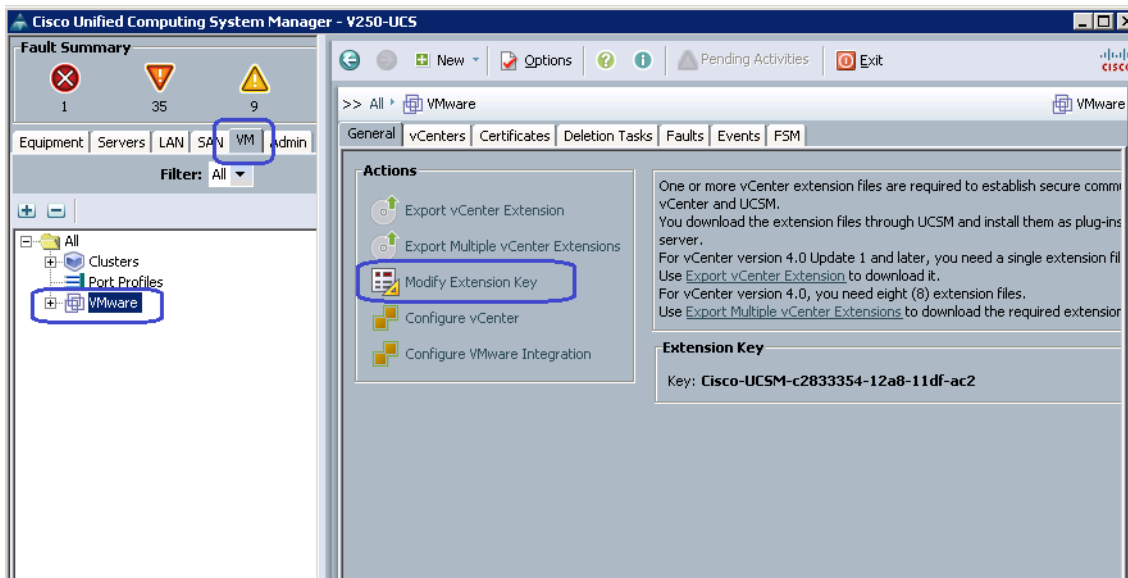 Cisco Unified Computing System Manager - V250-UCS
Fault Summary
1 35 9
Equipment Servers LAN SAN VM Admin
Filter: All
All
Clusters
Port Profiles
VMware
New Options Pending Activities Exit
CISCO
>> All VMware
VMware
General vCenters Certificates Deletion Tasks Faults Events FSM
Actions
Export vCenter Extension
Export Multiple vCenter Extensions
Modify Extension Key
Configure vCenter
Configure VMware Integration
One or more vCenter extension files are required to establish secure
vCenter and UCSM.
You download the extension files through UCSM and install them as plug-ins
server.
For vCenter version 4.0 Update 1 and later, you need a single extension
Use Export vCenter Extension to download it.
For vCenter version 4.0, you need eight (8) extension files.
Use Export Multiple vCenter Extensions to download the required
Extension Key
Key: Cisco-UCSM-c2833354-12a8-11df-ac2